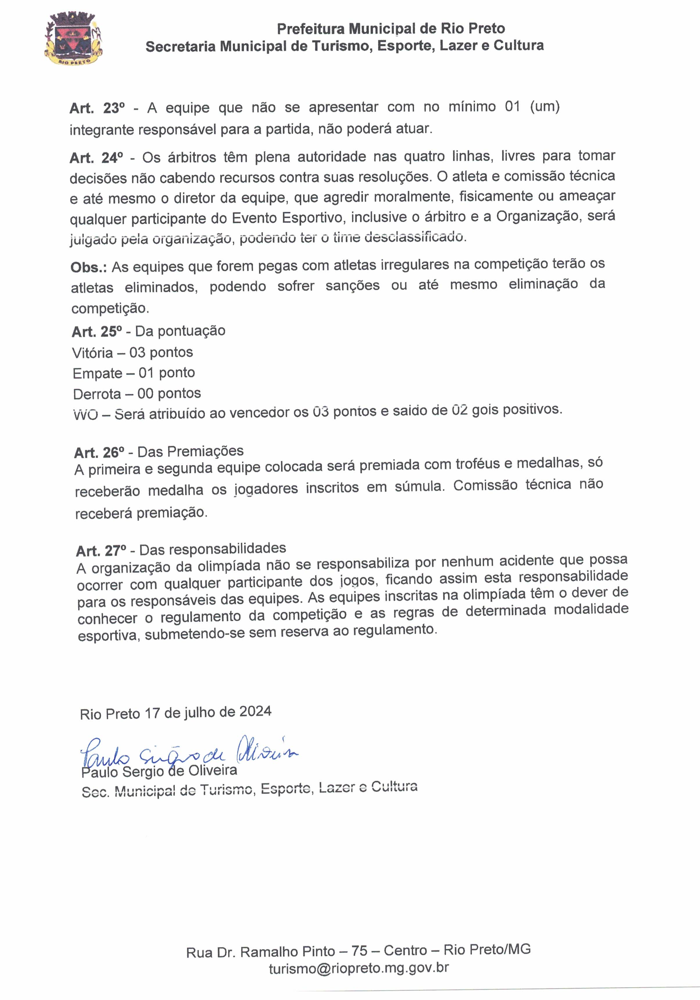 RIO PRETO
Prefeitura Municipal de Rio Preto
Secretaria Municipal de Turismo, Esporte, Lazer e Cultura
Art. 23º - A equipe que não se apresentar com no mínimo 01 (um)
integrante responsável para a partida, não poderá atuar.
Art. 24º - Os árbitros têm plena autoridade nas quatro linhas, livres para tomar
decisões não cabendo recursos contra suas resoluções. O atleta e comissão técnica
e até mesmo o diretor da equipe, que agredir moralmente, fisicamente ou ameaçar
qualquer participante do Evento Esportivo, inclusive o árbitro e a Organização, será
julgado pela organização, podendo ter o time desclassificado.
Obs.: As equipes que forem pegas com atletas irregulares na competição terão os
atletas eliminados, podendo sofrer sanções ou até mesmo eliminação da
competição.
Art. 25º - Da pontuação
Vitória – 03 pontos
Empate – 01 ponto
Derrota – 00 pontos
WO – Será atribuído ao vencedor os 03 pontos e saldo de 02 gols positivos.
Art. 26º - Das Premiações
A primeira e segunda equipe colocada será premiada com troféus e medalhas, só
receberão medalha os jogadores inscritos em súmula. Comissão técnica não
receberá premiação.
Art. 27º - Das responsabilidades
A organização da olimpíada não se responsabiliza por nenhum acidente que possa
ocorrer com qualquer participante dos jogos, ficando assim esta responsabilidade
para os responsáveis das equipes. As equipes inscritas na olimpíada têm o dever de
conhecer o regulamento da competição e as regras de determinada modalidade
esportiva, submetendo-se sem reserva ao regulamento.
Rio Preto 17 de julho de 2024
Paulo Sergio de Oliveira
Paulo Sergio de Oliveira
Sec. Municipal de Turismo, Esporte, Lazer e Cultura
Rua Dr. Ramalho Pinto – 75 – Centro – Rio Preto/MG
turismo@riopreto.mg.gov.br